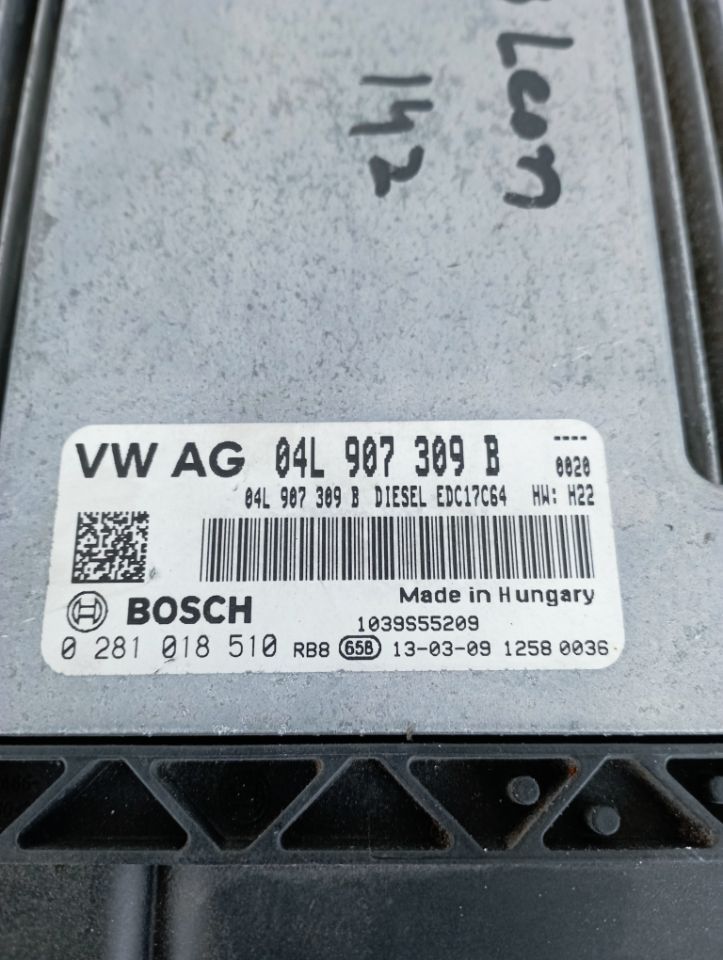 Leon
142
VW AG 04L 907 309 B ----
0020
04L 907 309 B DIESEL EDC17C64 HW: H22
Made in Hungary
BOSCH 1039S55209
0 281 018 510 RB8 65B 13-03-09 1258 0036